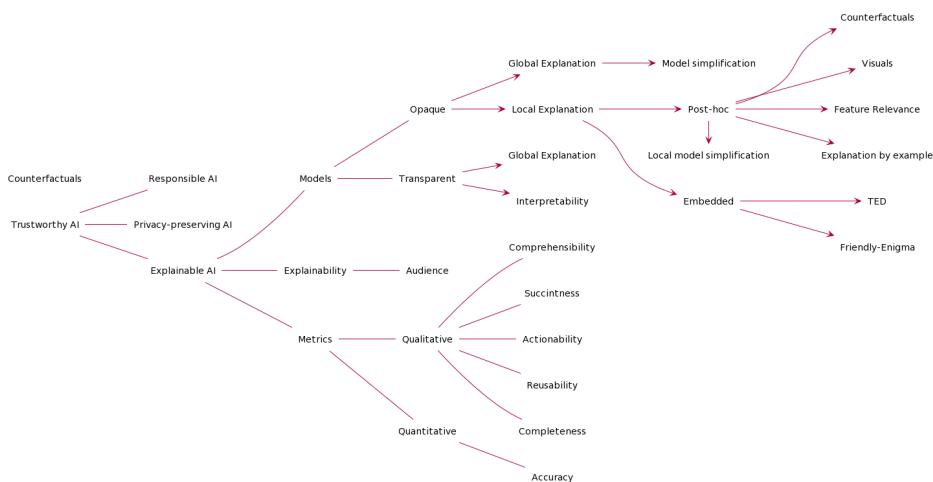 Counterfactuals
Global Explanation
Model simplification
Visuals
Opaque
Local Explanation
Post-hoc
Feature Relevance
Global Explanation
Local model simplification
Explanation by example
Counterfactuals
Responsible AI
Models
Transparent
Interpretability
Embedded
TED
Trustworthy AI
Privacy-preserving AI
Comprehensibility
Friendly-Enigma
Explainable AI
Explainability
Audience
Succintness
Metrics
Qualitative
Actionability
Reusability
Quantitative
Completeness
Accuracy